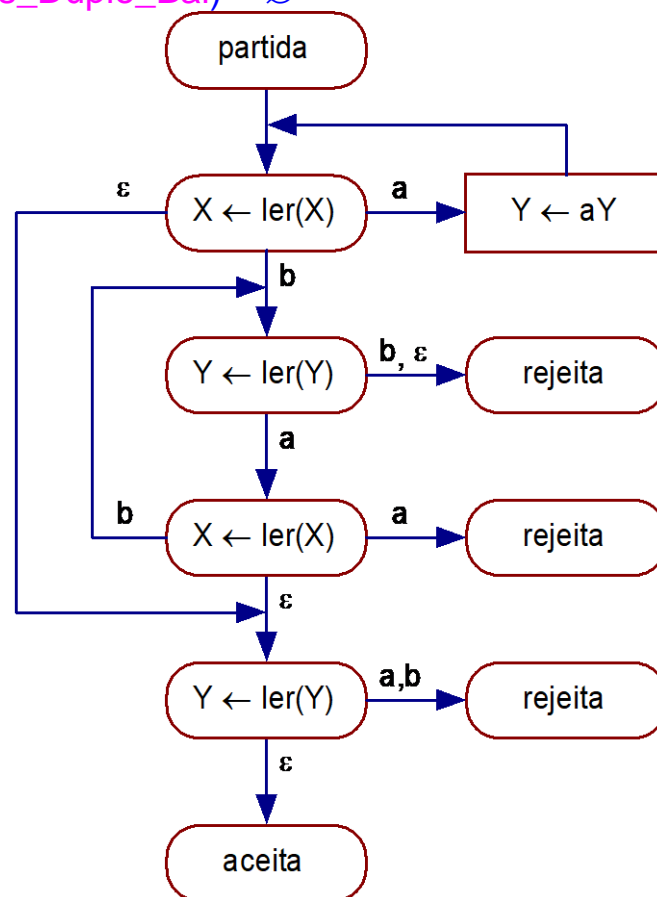 partida
ε
X ← ler(X)
a
Y ← aY
b
Y ← ler(Y)
b, ε
rejeita
a
b
X ← ler(X)
a
rejeita
ε
Y ← ler(Y)
a,b
rejeita
ε
aceita